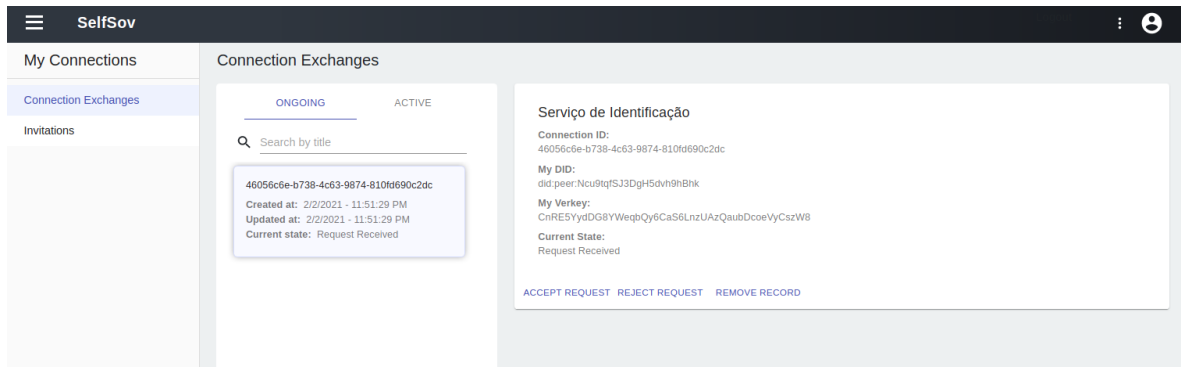 SelfSov
My Connections
Connection Exchanges
Invitations
Connection Exchanges
ONGOING ACTIVE
Search by title
46056c6e-b738-4c63-9874-810fd690c2dc
Created at: 2/2/2021 - 11:51:29 PM
Updated at: 2/2/2021 - 11:51:29 PM
Current state: Request Received
Serviço de Identificação
Connection ID:
46056c6e-b738-4c63-9874-810fd690c2dc
My DID:
did:peer:Ncu9tqfSJ3DgH5dvh9hBhk
My Verkey:
CnRE5YydDG8YWeqbQy6CaS6LnzUAzQaubDcoeVyCszW8
Current State:
Request Received
ACCEPT REQUEST REJECT REQUEST REMOVE RECORD